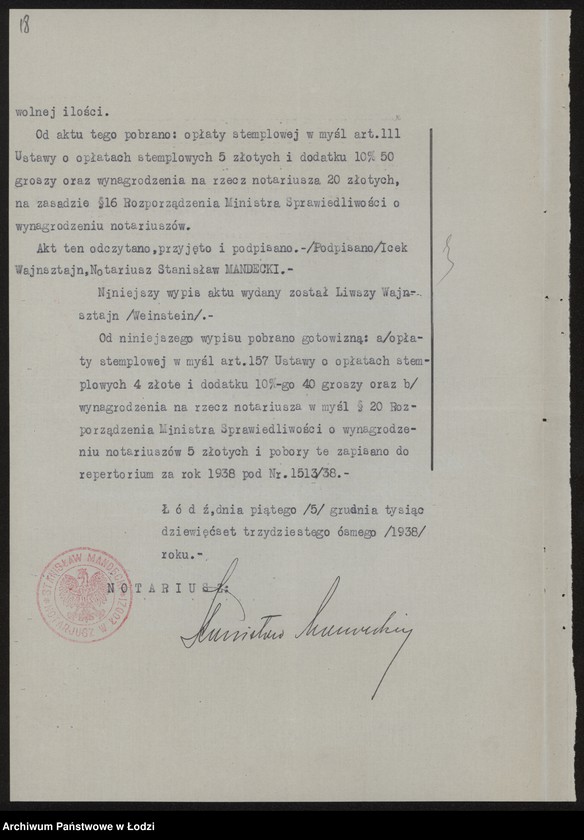 18
wolnej ilości.
Od aktu tego pobrano: opłaty stemplowej w myśl art.111
Ustawy o opłatach stemplowych 5 złotych i dodatku 10% 50
groszy oraz wynagrodzenia na rzecz notariusza 20 złotych,
na zasadzie §16 Rozporządzenia Ministra Sprawiedliwości o
wynagrodzeniu notariuszów.
Akt ten odczytano,przyjęto i podpisano.-/Podpisano/Icek
Wajnsztajn,Notariusz Stanisław MANDECKI.-
Niniejszy wypis aktu wydany został Liwszy Wajn-
sztajn /Weinstein/.-
Od niniejszego wypisu pobrano gotowizną: a/opła-
ty stemplowej w myśl art.157 Ustawy o opłatach stem-
plowych 4 złote i dodatku 10%-go 40 groszy oraz b/
wynagrodzenia na rzecz notariusza w myśl § 20 Roz-
porządzenia Ministra Sprawiedliwości o wynagrodze-
niu notariuszów 5 złotych i pobory te zapisano do
repertorium za rok 1938 pod Nr.1513/38.-
Ł ó d ź,dnia piątego /5/ grudnia tysiąc
dziewięćset trzydziestego ósmego /1938/
roku.-
STANISŁAW MANDECKI
NOTARJUSZ W ŁODZI
N O T A R I U S Z:
Stanisław Mandecki
Archiwum Państwowe w Łodzi